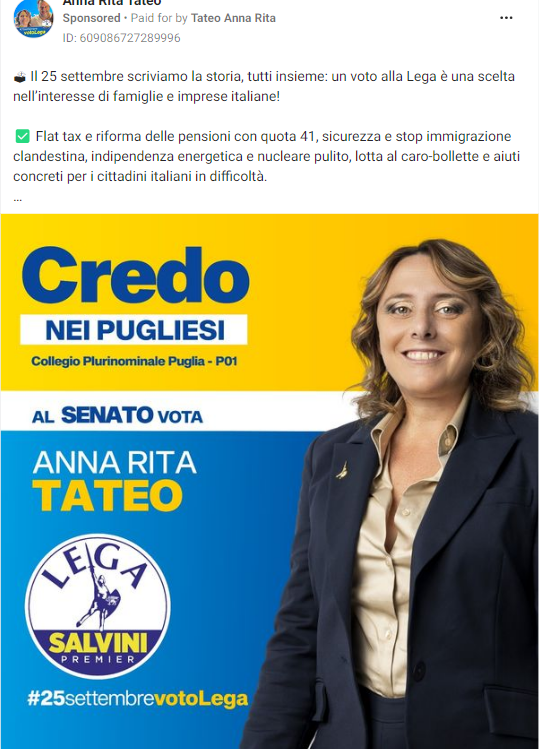 Anna Rita Tateo
Sponsored • Paid for by Tateo Anna Rita
ID: 609086727289996
🗳 Il 25 settembre scriviamo la storia, tutti insieme: un voto alla Lega è una scelta
nell'interesse di famiglie e imprese italiane!
✅ Flat tax e riforma delle pensioni con quota 41, sicurezza e stop immigrazione
clandestina, indipendenza energetica e nucleare pulito, lotta al caro-bollette e aiuti
concreti per i cittadini italiani in difficoltà.
...
Credo
NEI PUGLIESI
Collegio Plurinominale Puglia - P01
AL SENATO VOTA
ANNA RITA
TATEO
LEGA
SALVINI
PREMIER
#25settembrevotoLega